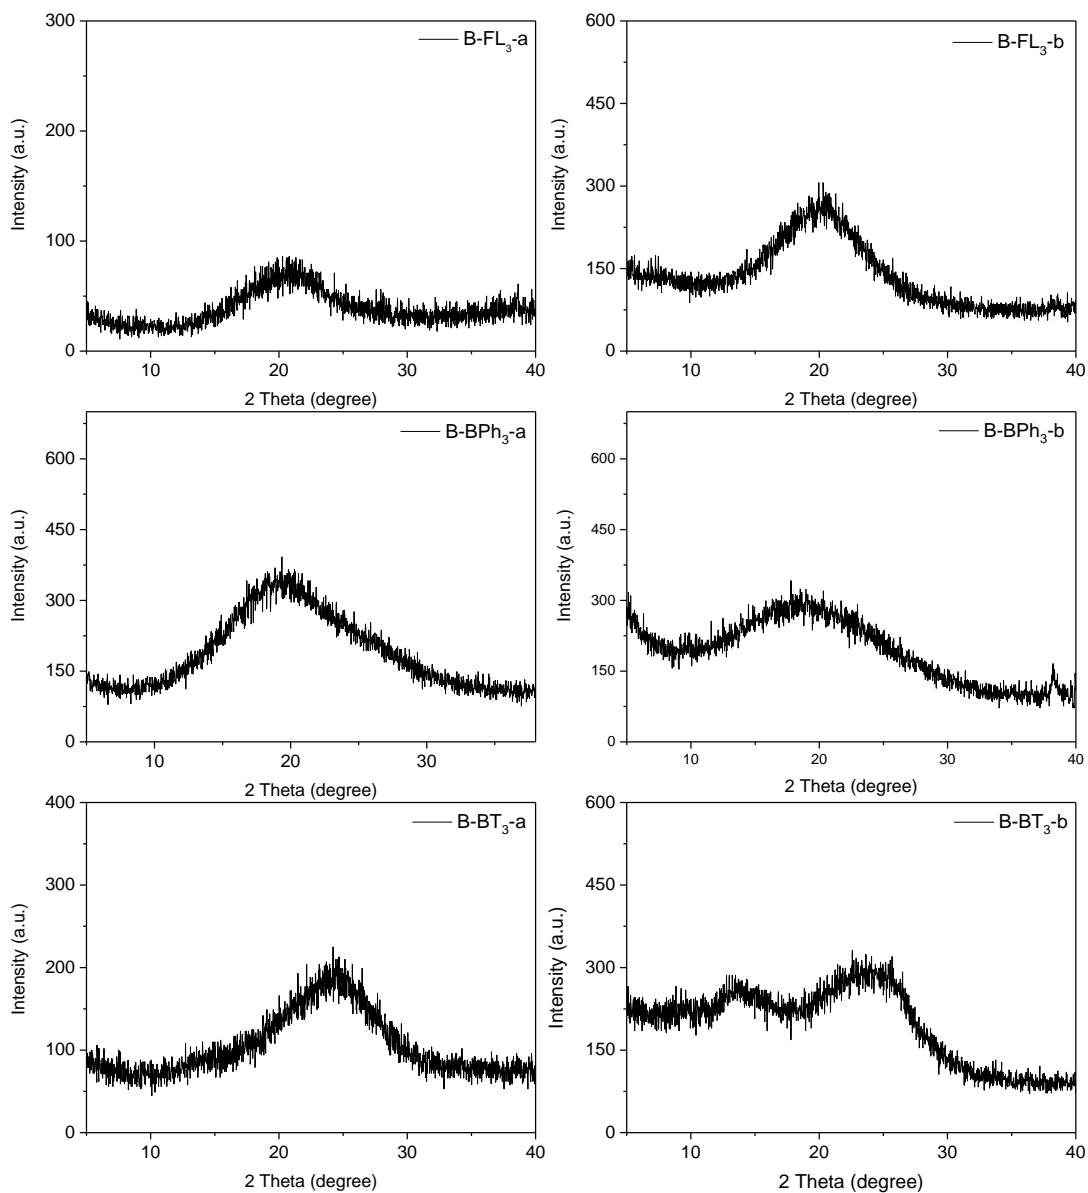 B-FL3-a
300
200
100
0
10
20
30
40
Intensity (a.u.)
2 Theta (degree)
B-FL3-b
600
450
300
150
0
10
20
30
40
Intensity (a.u.)
2 Theta (degree)
B-BPh3-a
600
450
300
150
0
10
20
30
Intensity (a.u.)
2 Theta (degree)
B-BPh3-b
600
450
300
150
0
10
20
30
40
Intensity (a.u.)
2 Theta (degree)
B-BT3-a
400
300
200
100
0
10
20
30
40
Intensity (a.u.)
2 Theta (degree)
B-BT3-b
600
450
300
150
0
10
20
30
40
Intensity (a.u.)
2 Theta (degree)